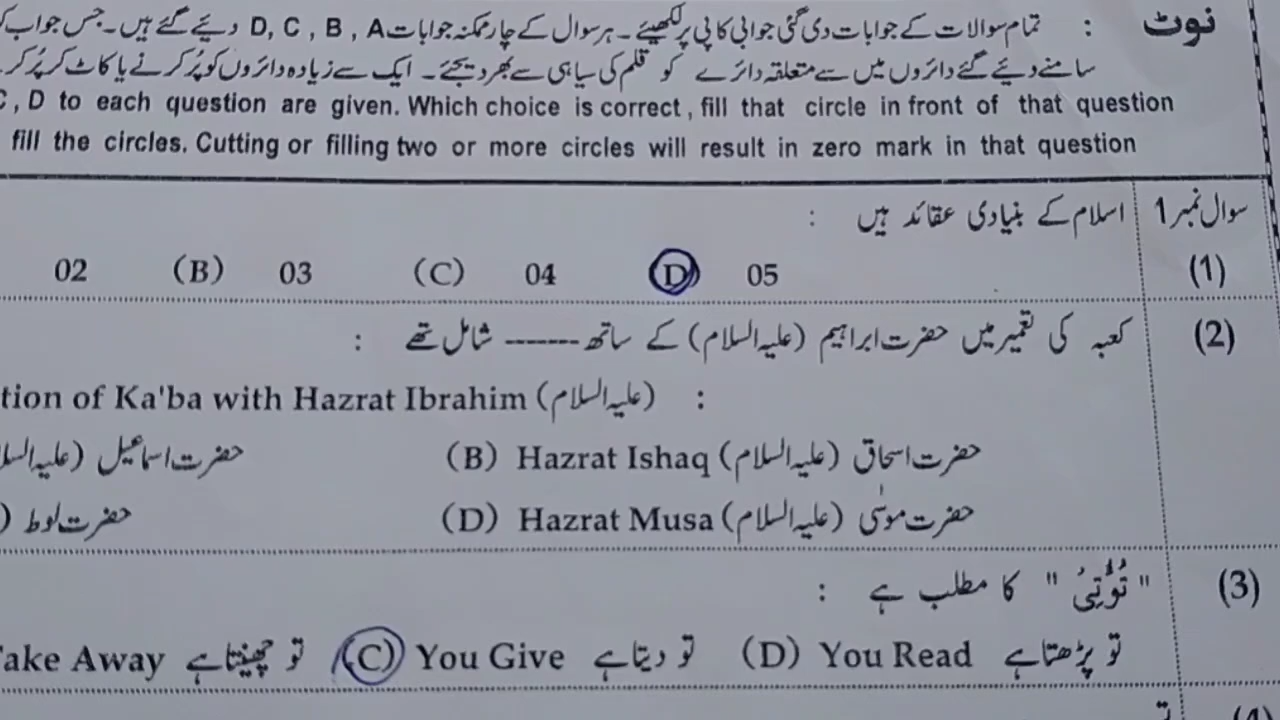 نوٹ : تمام سوالات کے جوابات دی گئی جوابی کاپی پر لکھیئے۔ ہر سوال کے چار ممکنہ جوابات D, C, B, A دیئے گئے ہیں۔ جس جواب
سامنے دیئے گئے دائروں میں سے متعلقہ دائرے کو قلم کی سیاہی سے بھر دیجئے۔ ایک سے زیادہ دائروں کو پُر کرنے یا کاٹ کر پُر
C, D to each question are given. Which choice is correct, fill that circle in front of that question
fill the circles. Cutting or filling two or more circles will result in zero mark in that question
سوال نمبر 1 اسلام کے بنیادی عقائد ہیں :
(1) 02 (B) 03 (C) 04 (D) 05
(2) کعبہ کی تعمیر میں حضرت ابراہیم (علیہ السلام) کے ساتھ ------- شامل تھے :
tion of Ka'ba with Hazrat Ibrahim (علیہ السلام) :
حضرت اسماعیل (علیہ (B) Hazrat Ishaq (علیہ السلام) حضرت اسحاق
حضرت لوط (D) Hazrat Musa (علیہ السلام) حضرت موسٰی
(3) "تُؤْتِیْ" کا مطلب ہے :
ake Away تو چھینتا ہے (C) You Give تو دیتا ہے (D) You Read تو پڑھتا ہے
(4)